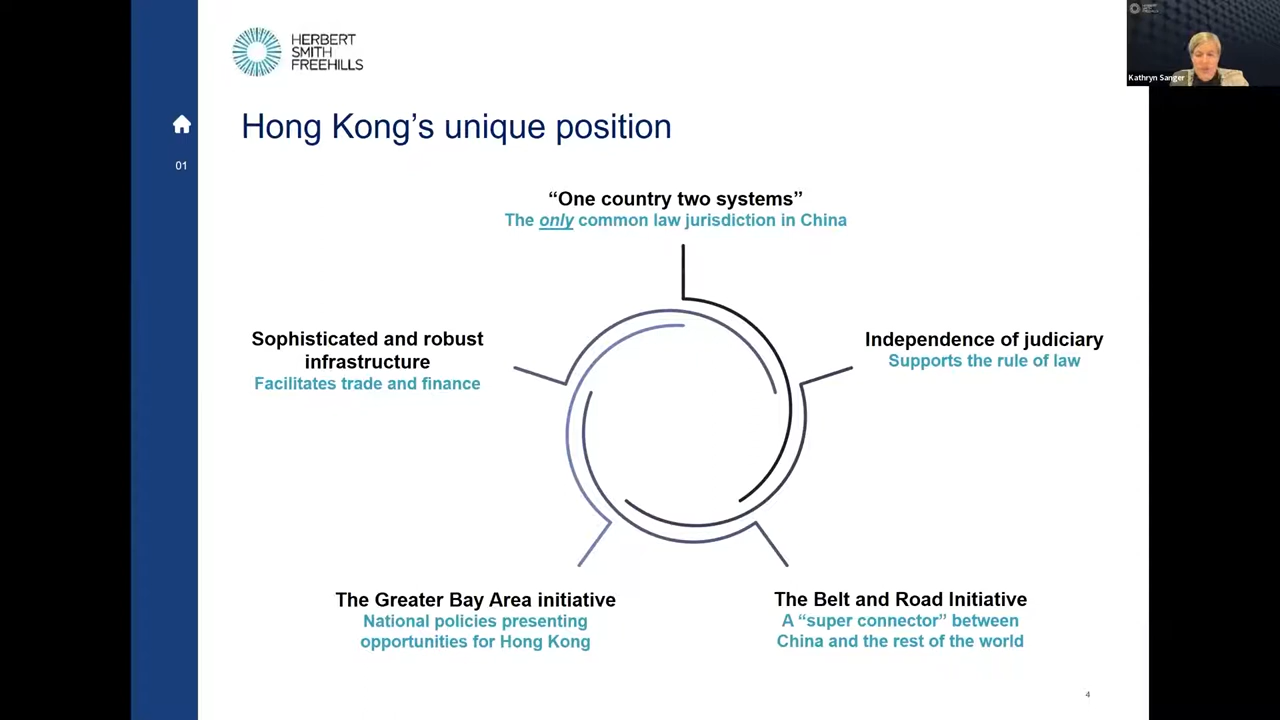 HERBERT
SMITH
FREEHILLS
Kathryn Sanger
Hong Kong’s unique position
01
“One country two systems”
The only common law jurisdiction in China
Sophisticated and robust
infrastructure
Facilitates trade and finance
Independence of judiciary
Supports the rule of law
The Greater Bay Area initiative
National policies presenting
opportunities for Hong Kong
The Belt and Road Initiative
A “super connector” between
China and the rest of the world
4